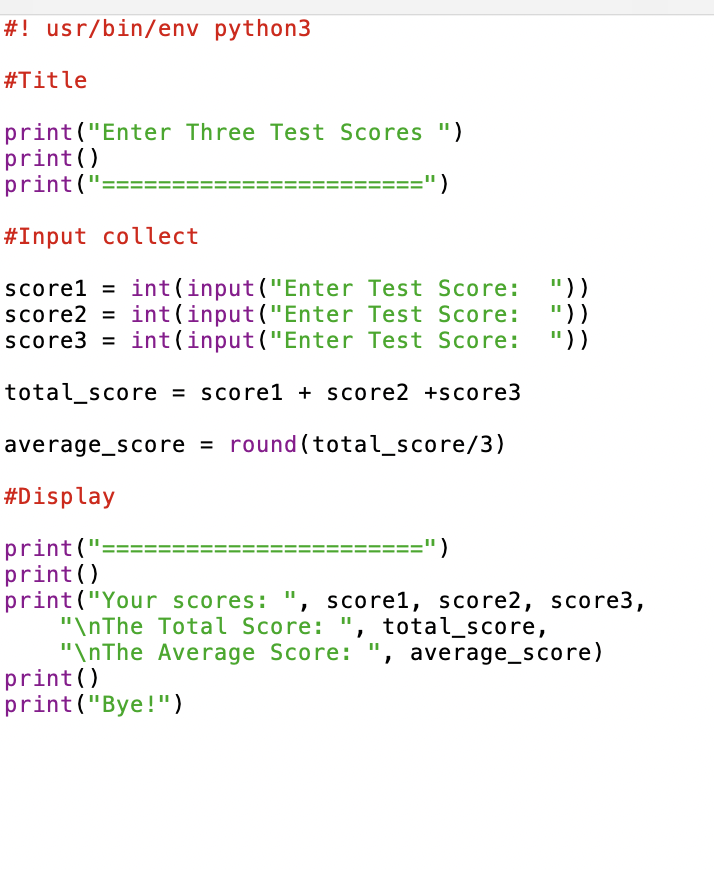 #! usr/bin/env python3
#Title
print("Enter Three Test Scores ")
print()
print("=======================")
#Input collect
score1 = int(input("Enter Test Score:  "))
score2 = int(input("Enter Test Score:  "))
score3 = int(input("Enter Test Score:  "))
total_score = score1 + score2 +score3
average_score = round(total_score/3)
#Display
print("=======================")
print()
print("Your scores: ", score1, score2, score3,
    "\nThe Total Score: ", total_score,
    "\nThe Average Score: ", average_score)
print()
print("Bye!")